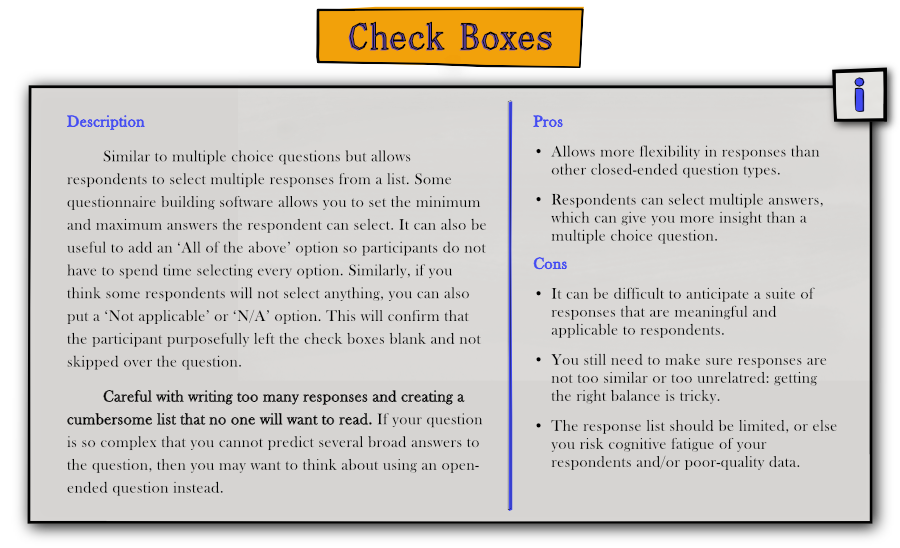 Check Boxes
i
Description
Similar to multiple choice questions but allows
respondents to select multiple responses from a list. Some
questionnaire building software allows you to set the minimum
and maximum answers the respondent can select. It can also be
useful to add an ‘All of the above’ option so participants do not
have to spend time selecting every option. Similarly, if you
think some respondents will not select anything, you can also
put a ‘Not applicable’ or ‘N/A’ option. This will confirm that
the participant purposefully left the check boxes blank and not
skipped over the question.
Careful with writing too many responses and creating a
cumbersome list that no one will want to read. If your question
is so complex that you cannot predict several broad answers to
the question, then you may want to think about using an open-
ended question instead.
Pros
• Allows more flexibility in responses than
other closed-ended question types.
• Respondents can select multiple answers,
which can give you more insight than a
multiple choice question.
Cons
• It can be difficult to anticipate a suite of
responses that are meaningful and
applicable to respondents.
• You still need to make sure responses are
not too similar or too unrelatred: getting
the right balance is tricky.
• The response list should be limited, or else
you risk cognitive fatigue of your
respondents and/or poor-quality data.